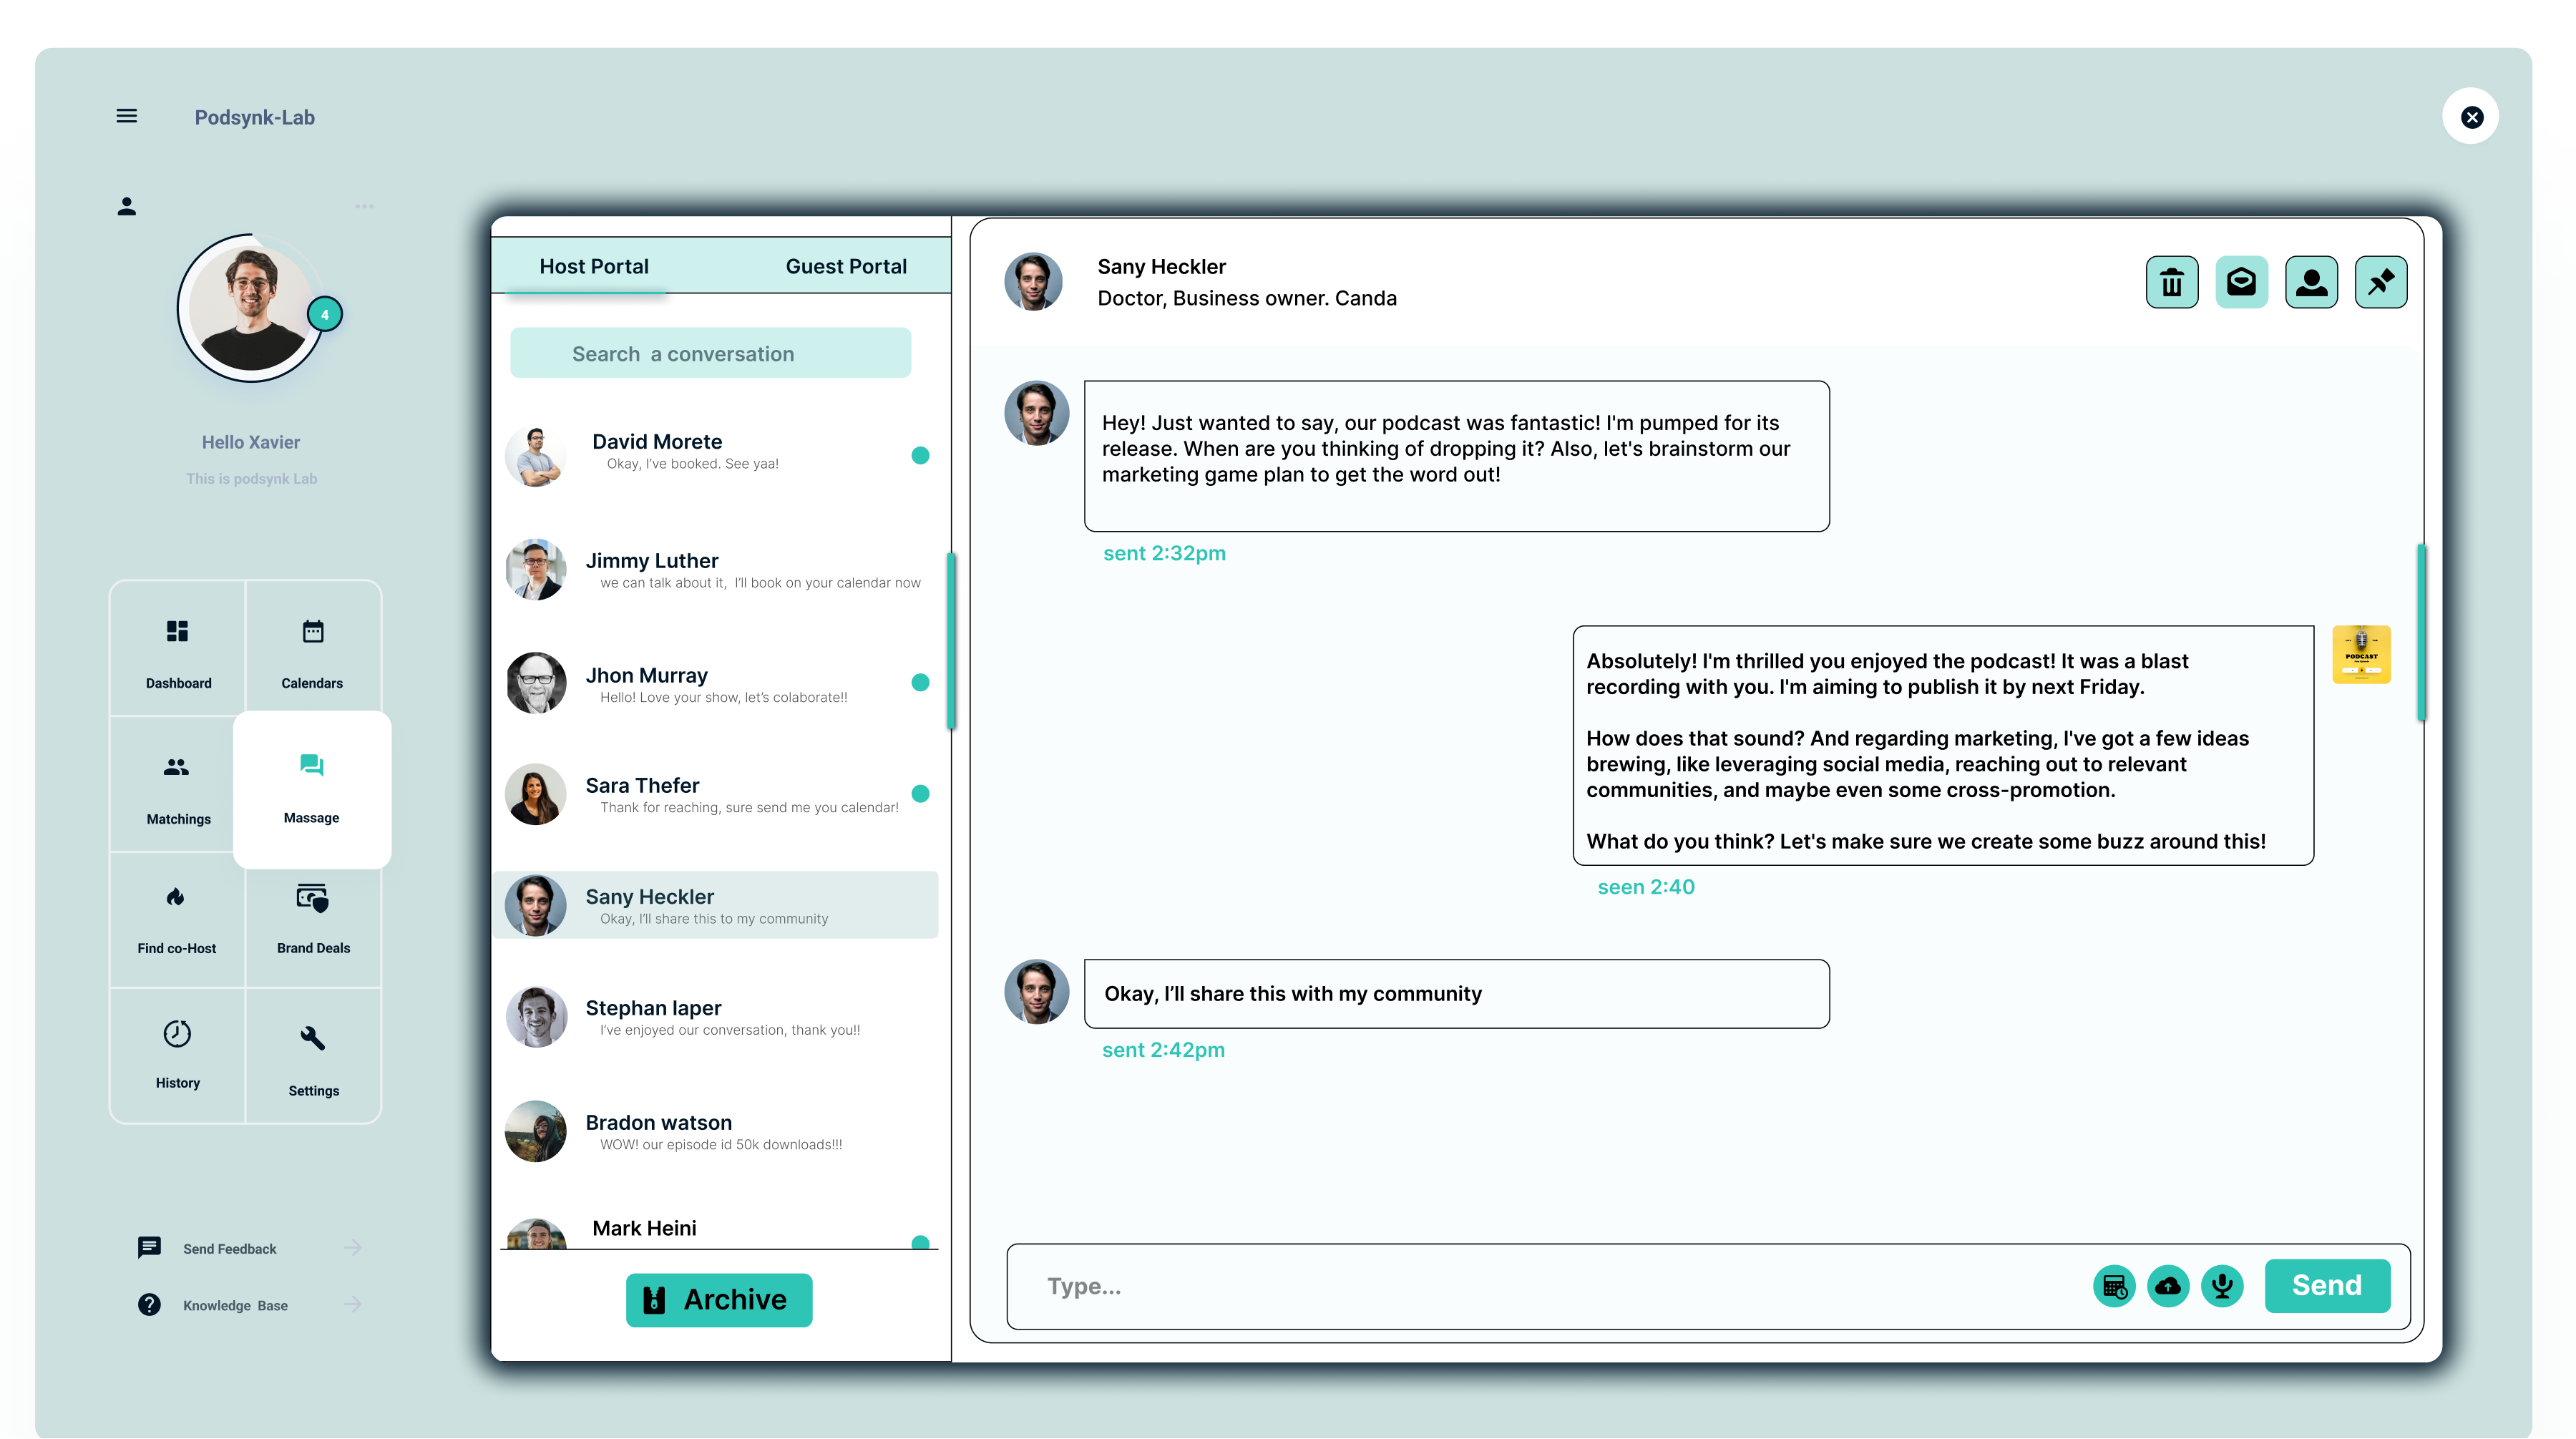 Podsynk-Lab
4
Hello Xavier
This is podsynk Lab
Dashboard
Calendars
Matchings
Massage
Find co-Host
Brand Deals
History
Settings
Send Feedback
Knowledge Base
Host Portal
Guest Portal
Search a conversation
David Morete
Okay, I've booked. See yaa!
Jimmy Luther
we can talk about it, I'll book on your calendar now
Jhon Murray
Hello! Love your show, let's colaborate!!
Sara Thefer
Thank for reaching, sure send me you calendar!
Sany Heckler
Okay, I'll share this to my community
Stephan Iaper
I've enjoyed our conversation, thank you!!
Bradon watson
WOW! our episode id 50k downloads!!!
Mark Heini
Archive
Sany Heckler
Doctor, Business owner. Canda
Hey! Just wanted to say, our podcast was fantastic! I'm pumped for its
release. When are you thinking of dropping it? Also, let's brainstorm our
marketing game plan to get the word out!
sent 2:32pm
PODCAST
Absolutely! I'm thrilled you enjoyed the podcast! It was a blast
recording with you. I'm aiming to publish it by next Friday.
How does that sound? And regarding marketing, I've got a few ideas
brewing, like leveraging social media, reaching out to relevant
communities, and maybe even some cross-promotion.
What do you think? Let's make sure we create some buzz around this!
seen 2:40
Okay, I'll share this with my community
sent 2:42pm
Type...
Send